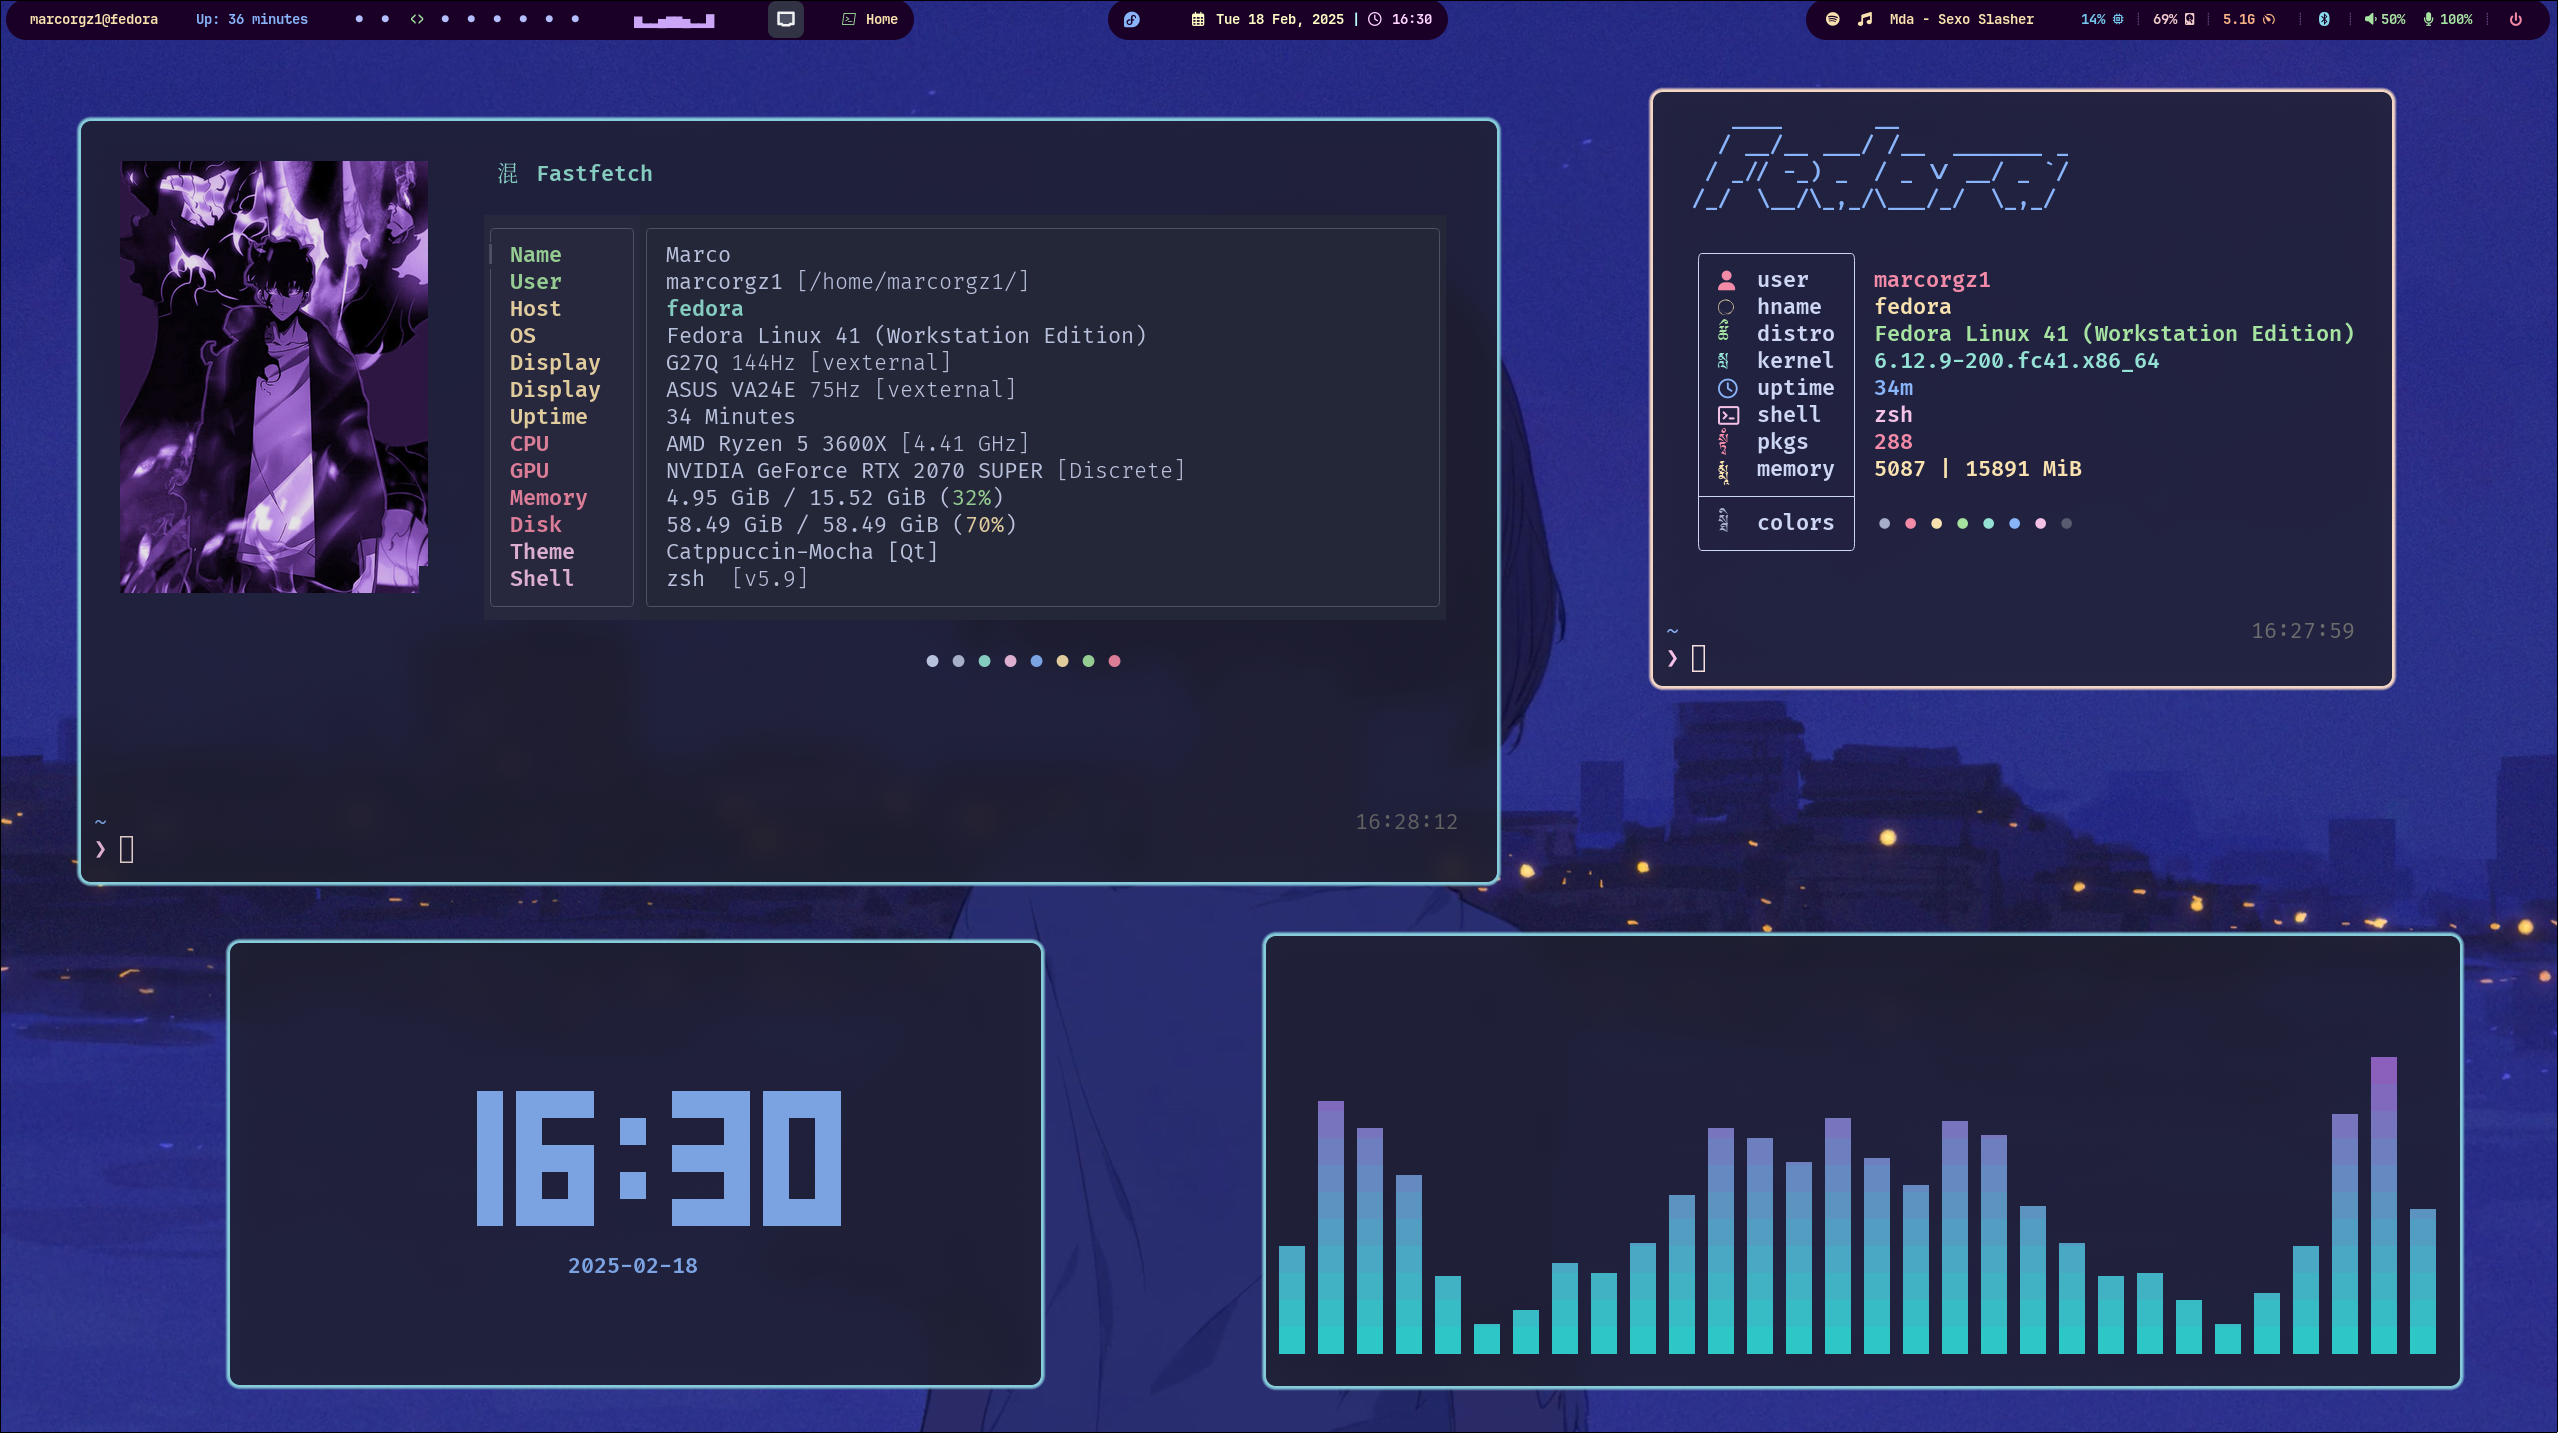 marcorgz1@fedora Up: 36 minutes Home
Tue 18 Feb, 2025 | 16:30
Mda - Sexo Slasher 14% 69% 5.1G 50% 100%
混 Fastfetch
Name Marco
User marcorgz1 [/home/marcorgz1/]
Host fedora
OS Fedora Linux 41 (Workstation Edition)
Display G27Q 144Hz [vexternal]
Display ASUS VA24E 75Hz [vexternal]
Uptime 34 Minutes
CPU AMD Ryzen 5 3600X [4.41 GHz]
GPU NVIDIA GeForce RTX 2070 SUPER [Discrete]
Memory 4.95 GiB / 15.52 GiB (32%)
Disk 58.49 GiB / 58.49 GiB (70%)
Theme Catppuccin-Mocha [Qt]
Shell zsh [v5.9]
~ 16:28:12
❯
Fedora
user marcorgz1
hname fedora
distro Fedora Linux 41 (Workstation Edition)
kernel 6.12.9-200.fc41.x86_64
uptime 34m
shell zsh
pkgs 288
memory 5087 | 15891 MiB
colors
~ 16:27:59
❯
16:30
2025-02-18